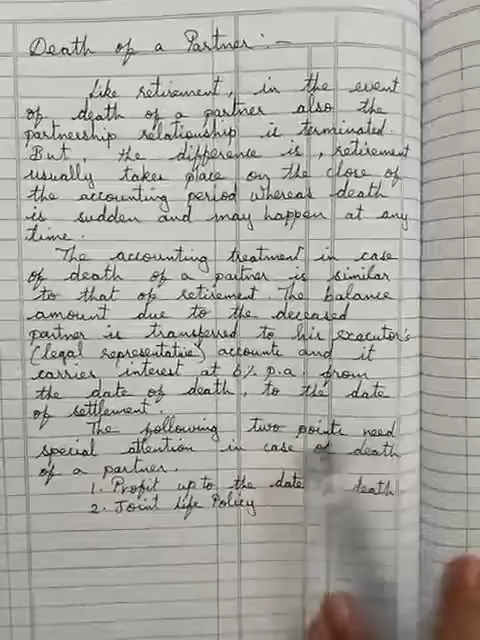 Death of a Partner :-
Like retirement, in the event
of death of a partner also the
partnership relationship is terminated.
But, the difference is, retirement
usually takes place on the close of
the accounting period whereas death
is sudden and may happen at any
time.
The accounting treatment in case
of death of a partner is similar
to that of retirement. The balance
amount due to the deceased
partner is transferred to his executor's
(legal representative) accounte and it
carries interest at 6% p.a. from
the date of death, to the date
of settlement.
The following two points need
special attention in case of death
of a partner.
1. Profit up to the date death
2. Joint Life Policy